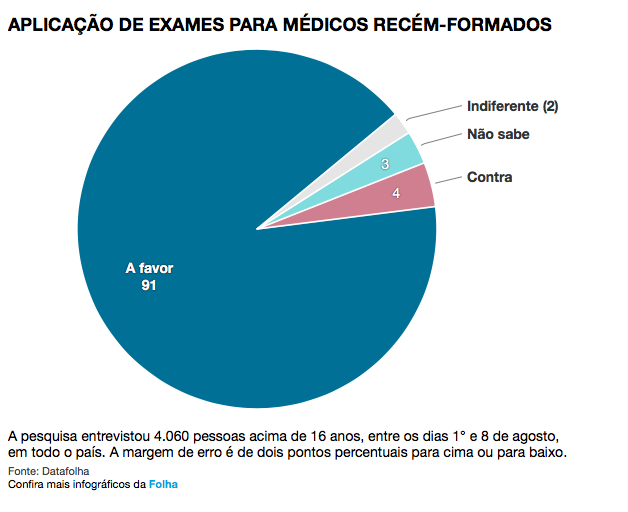 APLICAÇÃO DE EXAMES PARA MÉDICOS RECÉM-FORMADOS
Indiferente (2)
Não sabe
3
Contra
4
A favor
91
A pesquisa entrevistou 4.060 pessoas acima de 16 anos, entre os dias 1° e 8 de agosto,
em todo o país. A margem de erro é de dois pontos percentuais para cima ou para baixo.
Fonte: Datafolha
Confira mais infográficos da Folha